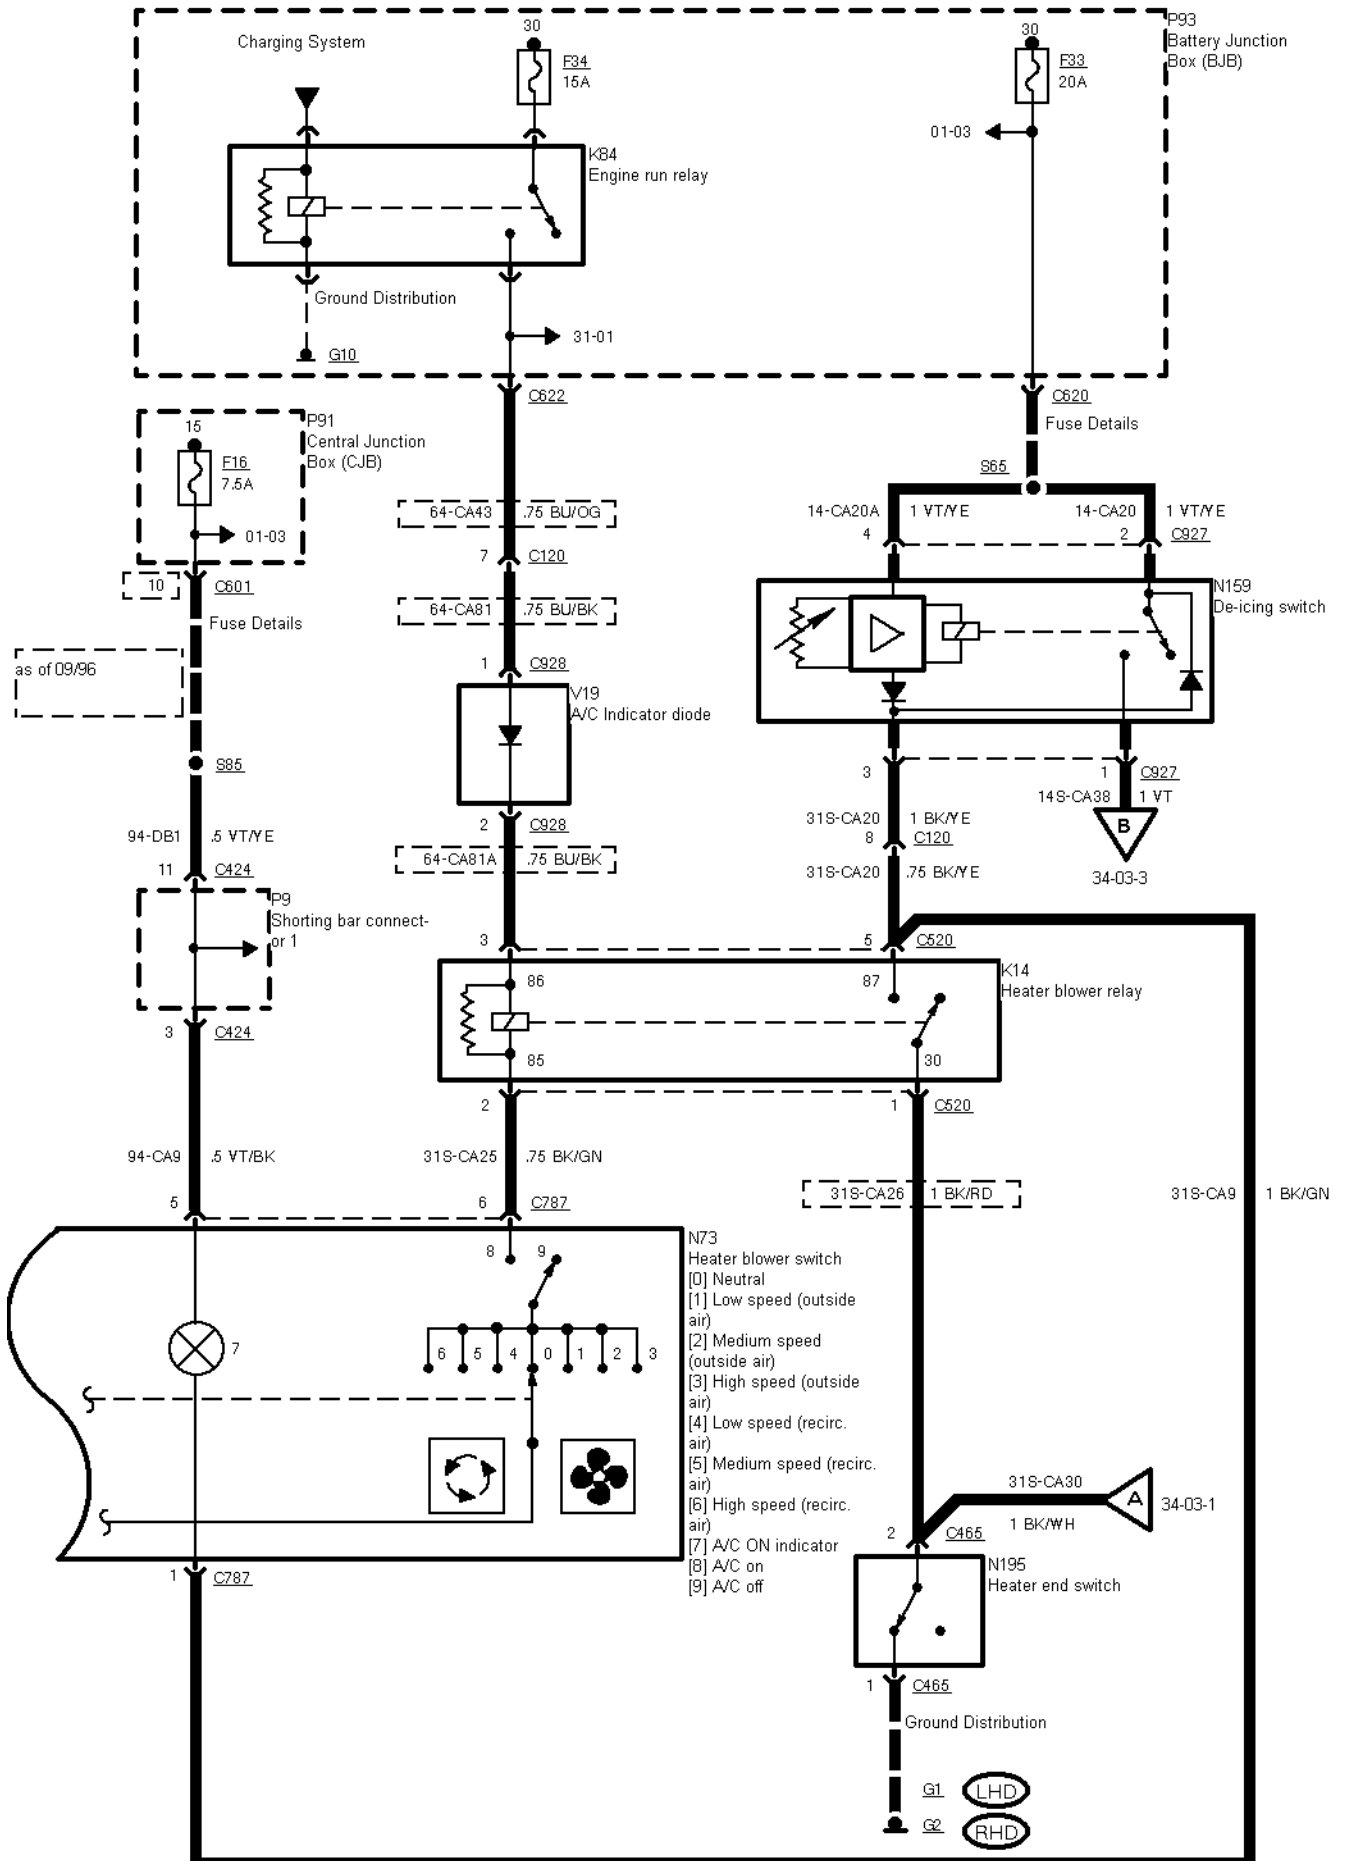 P93
Battery Junction
Box (BJB)
Charging System
30
F34
15A
30
F33
20A
01-03
K84
Engine run relay
Ground Distribution
G10
31-01
C622
C620
Fuse Details
P91
Central Junction
Box (CJB)
15
F16
7.5A
01-03
10
C601
Fuse Details
as of 09/96
S85
94-DB1
.5 VT/YE
11
C424
P9
Shorting bar connect-
or 1
3
C424
94-CA9
.5 VT/BK
5
64-CA43
.75 BU/OG
7
C120
64-CA81
.75 BU/BK
1
C928
V19
A/C Indicator diode
2
C928
64-CA81A
.75 BU/BK
3
S65
14-CA20A
1 VT/YE
14-CA20
1 VT/YE
4
2
C927
N159
De-icing switch
3
1
C927
14S-CA38
1 VT
B
34-03-3
31S-CA20
1 BK/YE
8
C120
31S-CA20
.75 BK/YE
5
C520
K14
Heater blower relay
86
87
85
30
2
1
C520
31S-CA25
.75 BK/GN
6
C787
31S-CA26
1 BK/RD
31S-CA9
1 BK/GN
N73
Heater blower switch
[0] Neutral
[1] Low speed (outside
air)
[2] Medium speed
(outside air)
[3] High speed (outside
air)
[4] Low speed (recirc.
air)
[5] Medium speed (recirc.
air)
[6] High speed (recirc.
air)
[7] A/C ON indicator
[8] A/C on
[9] A/C off
8
9
7
6
5
4
0
1
2
3
1
C787
31S-CA30
1 BK/WH
A
34-03-1
2
C465
N195
Heater end switch
1
C465
Ground Distribution
G1
LHD
G2
RHD